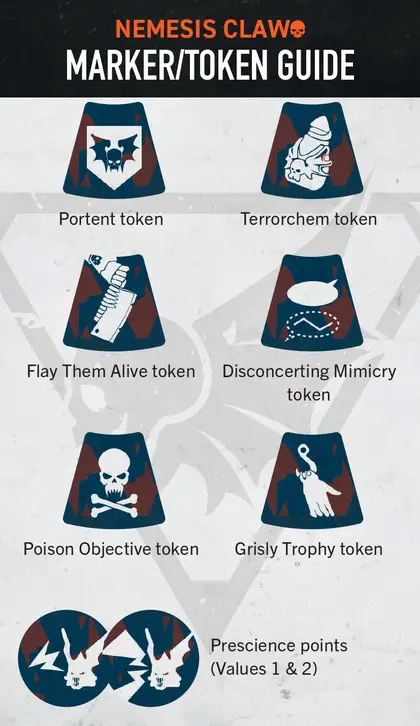 NEMESIS CLAW
MARKER/TOKEN GUIDE
Portent token
Terrorchem token
Flay Them Alive token
Disconcerting Mimicry
token
Poison Objective token
Grisly Trophy token
Prescience points
(Values 1 & 2)